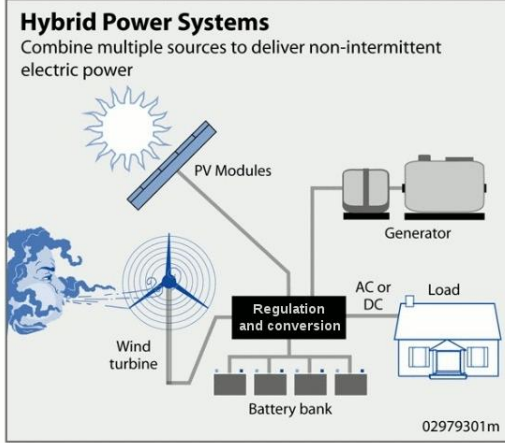 Hybrid Power Systems
Combine multiple sources to deliver non-intermittent
electric power
PV Modules
Generator
AC or
DC
Load
Regulation
and conversion
Wind
turbine
Battery bank
02979301m